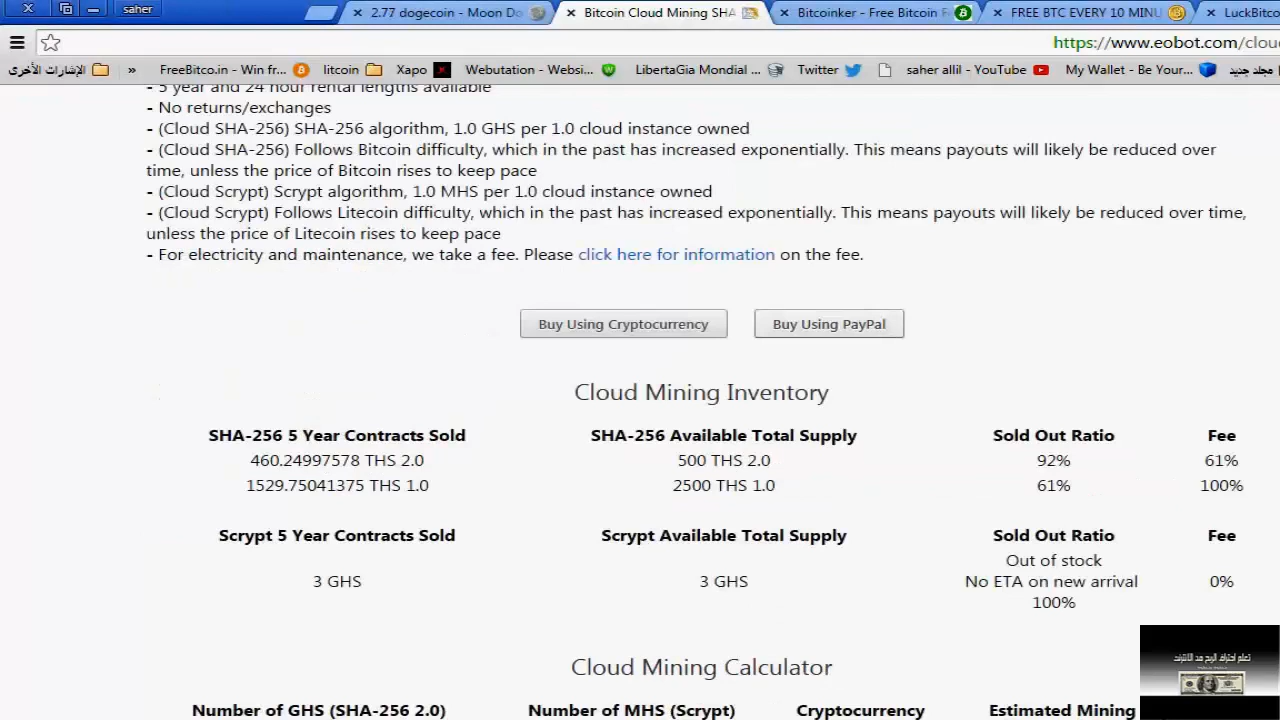 saher
2.77 dogecoin - Moon Do
Bitcoin Cloud Mining SHA
Bitcoinker - Free Bitcoin F
FREE BTC EVERY 10 MINU
LuckBitco
https://www.eobot.com/clou
الإشارات الأخرى
»
FreeBitco.in - Win fr...
litcoin
Xapo
Webutation - Websi...
LibertaGia Mondial ...
Twitter
saher allil - YouTube
My Wallet - Be Your...
مجلد جديد
- 5 year and 24 hour rental lengths available
- No returns/exchanges
- (Cloud SHA-256) SHA-256 algorithm, 1.0 GHS per 1.0 cloud instance owned
- (Cloud SHA-256) Follows Bitcoin difficulty, which in the past has increased exponentially. This means payouts will likely be reduced over
time, unless the price of Bitcoin rises to keep pace
- (Cloud Scrypt) Scrypt algorithm, 1.0 MHS per 1.0 cloud instance owned
- (Cloud Scrypt) Follows Litecoin difficulty, which in the past has increased exponentially. This means payouts will likely be reduced over time,
unless the price of Litecoin rises to keep pace
- For electricity and maintenance, we take a fee. Please click here for information on the fee.
Buy Using Cryptocurrency
Buy Using PayPal
Cloud Mining Inventory
SHA-256 5 Year Contracts Sold SHA-256 Available Total Supply Sold Out Ratio Fee
460.24997578 THS 2.0 500 THS 2.0 92% 61%
1529.75041375 THS 1.0 2500 THS 1.0 61% 100%
Scrypt 5 Year Contracts Sold Scrypt Available Total Supply Sold Out Ratio Fee
Out of stock
3 GHS 3 GHS No ETA on new arrival 0%
100%
تعلم احتراف الربح من الانترنت
Cloud Mining Calculator
Number of GHS (SHA-256 2.0) Number of MHS (Scrypt) Cryptocurrency Estimated Mining